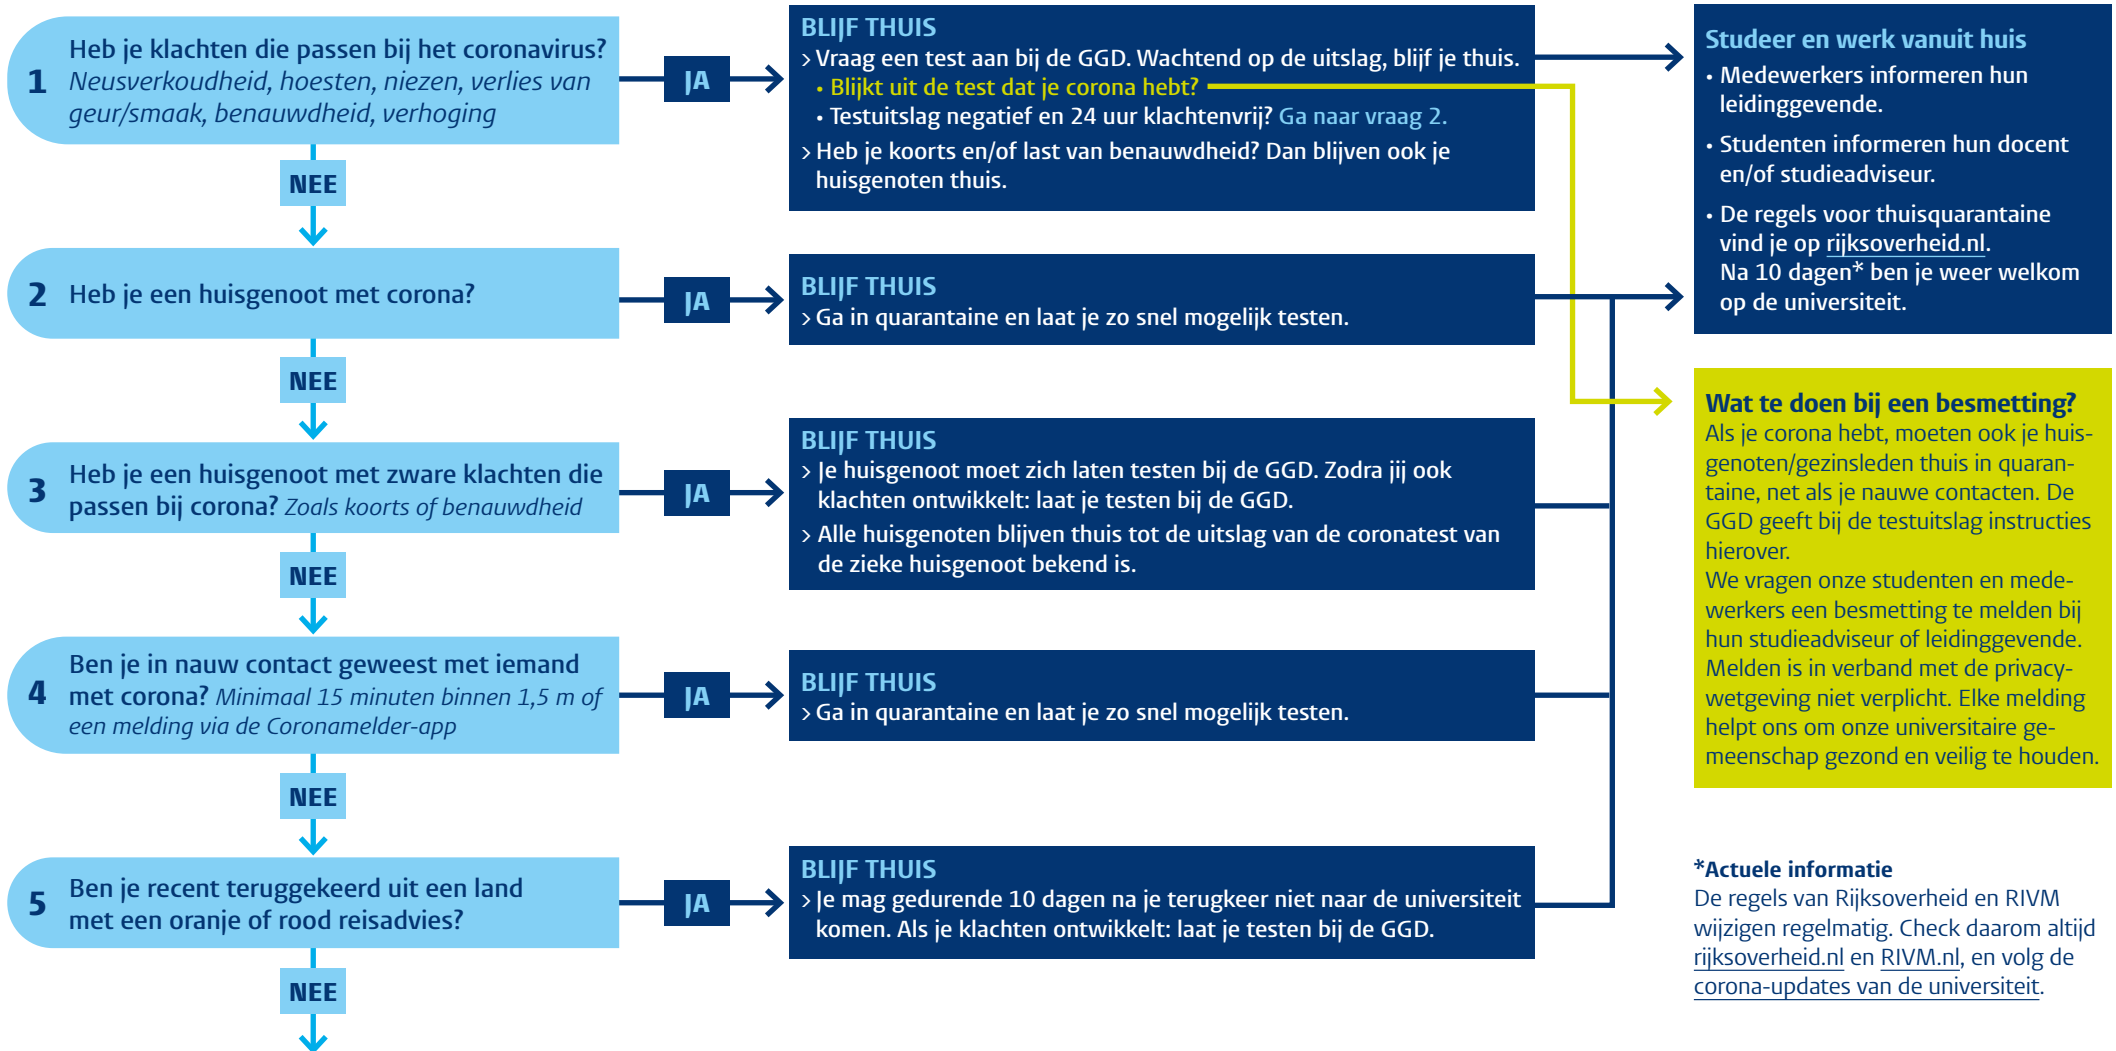 1
Heb je klachten die passen bij het coronavirus?
Neusverkoudheid, hoesten, niezen, verlies van
geur/smaak, benauwdheid, verhoging
JA
BLIJF THUIS
› Vraag een test aan bij de GGD. Wachtend op de uitslag, blijf je thuis.
• Blijkt uit de test dat je corona hebt?
• Testuitslag negatief en 24 uur klachtenvrij? Ga naar vraag 2.
› Heb je koorts en/of last van benauwdheid? Dan blijven ook je
huisgenoten thuis.
NEE
2 Heb je een huisgenoot met corona?
JA
BLIJF THUIS
› Ga in quarantaine en laat je zo snel mogelijk testen.
NEE
3
Heb je een huisgenoot met zware klachten die
passen bij corona? Zoals koorts of benauwdheid
JA
BLIJF THUIS
› Je huisgenoot moet zich laten testen bij de GGD. Zodra jij ook
klachten ontwikkelt: laat je testen bij de GGD.
› Alle huisgenoten blijven thuis tot de uitslag van de coronatest van
de zieke huisgenoot bekend is.
NEE
4
Ben je in nauw contact geweest met iemand
met corona? Minimaal 15 minuten binnen 1,5 m of
een melding via de Coronamelder-app
JA
BLIJF THUIS
› Ga in quarantaine en laat je zo snel mogelijk testen.
NEE
5
Ben je recent teruggekeerd uit een land
met een oranje of rood reisadvies?
JA
BLIJF THUIS
› Je mag gedurende 10 dagen na je terugkeer niet naar de universiteit
komen. Als je klachten ontwikkelt: laat je testen bij de GGD.
NEE
Studeer en werk vanuit huis
• Medewerkers informeren hun
leidinggevende.
• Studenten informeren hun docent
en/of studieadviseur.
• De regels voor thuisquarantaine
vind je op rijksoverheid.nl.
Na 10 dagen* ben je weer welkom
op de universiteit.
Wat te doen bij een besmetting?
Als je corona hebt, moeten ook je huis-
genoten/gezinsleden thuis in quaran-
taine, net als je nauwe contacten. De
GGD geeft bij de testuitslag instructies
hierover.
We vragen onze studenten en mede-
werkers een besmetting te melden bij
hun studieadviseur of leidinggevende.
Melden is in verband met de privacy-
wetgeving niet verplicht. Elke melding
helpt ons om onze universitaire ge-
meenschap gezond en veilig te houden.
*Actuele informatie
De regels van Rijksoverheid en RIVM
wijzigen regelmatig. Check daarom altijd
rijksoverheid.nl en RIVM.nl, en volg de
corona-updates van de universiteit.